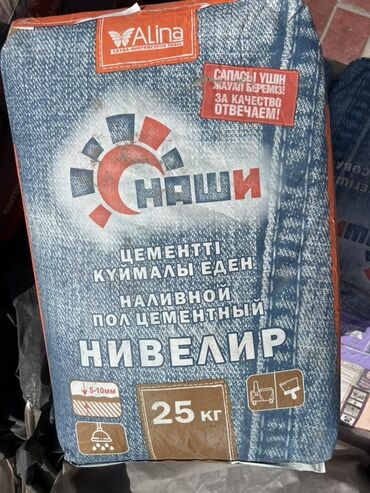 Alina
САПАСЫ ҮШІН
ЖАУАП БЕРЕМІЗ!
ЗА КАЧЕСТВО
ОТВЕЧАЕМ!
НАШИ
ЦЕМЕНТТІ
КҮЙМАЛЫ ЕДЕН
НАЛИВНОЙ
ПОЛ ЦЕМЕНТНЫЙ
НИВЕЛИР
5-10мм
25 кг